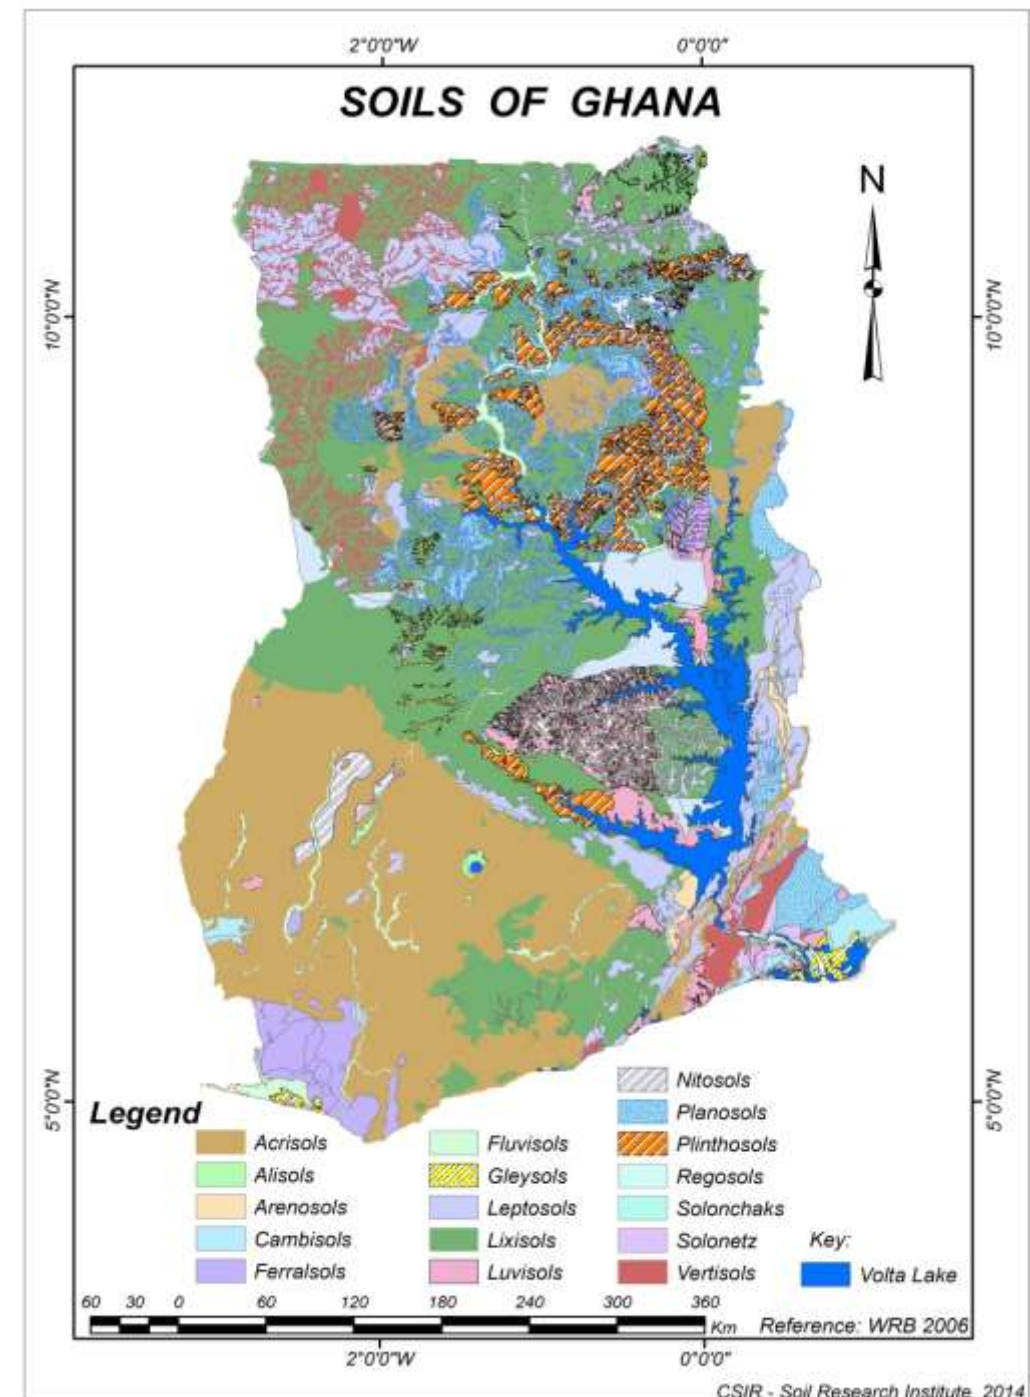 2°0'0"W 0°0'0"
SOILS OF GHANA
N
10°0'0"N 10°0'0"N
5°0'0"N 5°0'0"N
Legend
Acrisols
Alisols
Arenosols
Cambisols
Ferralsols
Fluvisols
Gleysols
Leptosols
Lixisols
Luvisols
Nitosols
Planosols
Plinthosols
Regosols
Solonchaks
Solonetz
Vertisols
Key:
Volta Lake
60 30 0 60 120 180 240 300 360
Km
Reference: WRB 2006
2°0'0"W 0°0'0"
CSIR - Soil Research Institute, 2014